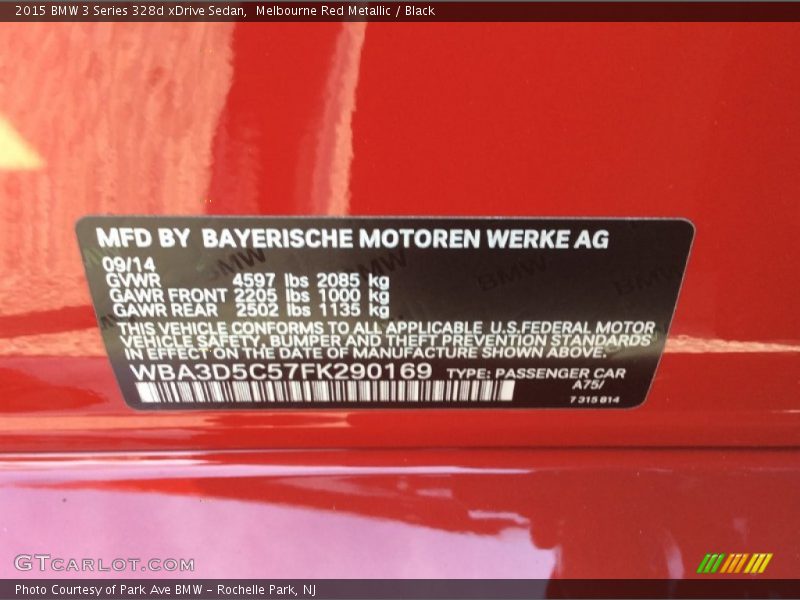 2015 BMW 3 Series 328d xDrive Sedan, Melbourne Red Metallic / Black
MFD BY BAYERISCHE MOTOREN WERKE AG
09/14
GVWR 4597 lbs 2085 kg
GAWR FRONT 2205 lbs 1000 kg
GAWR REAR 2502 lbs 1135 kg
THIS VEHICLE CONFORMS TO ALL APPLICABLE U.S.FEDERAL MOTOR
VEHICLE SAFETY, BUMPER AND THEFT PREVENTION STANDARDS
IN EFFECT ON THE DATE OF MANUFACTURE SHOWN ABOVE.
WBA3D5C57FK290169 TYPE: PASSENGER CAR
A75/
7 315 814
GTCARLOT.COM
Photo Courtesy of Park Ave BMW - Rochelle Park, NJ